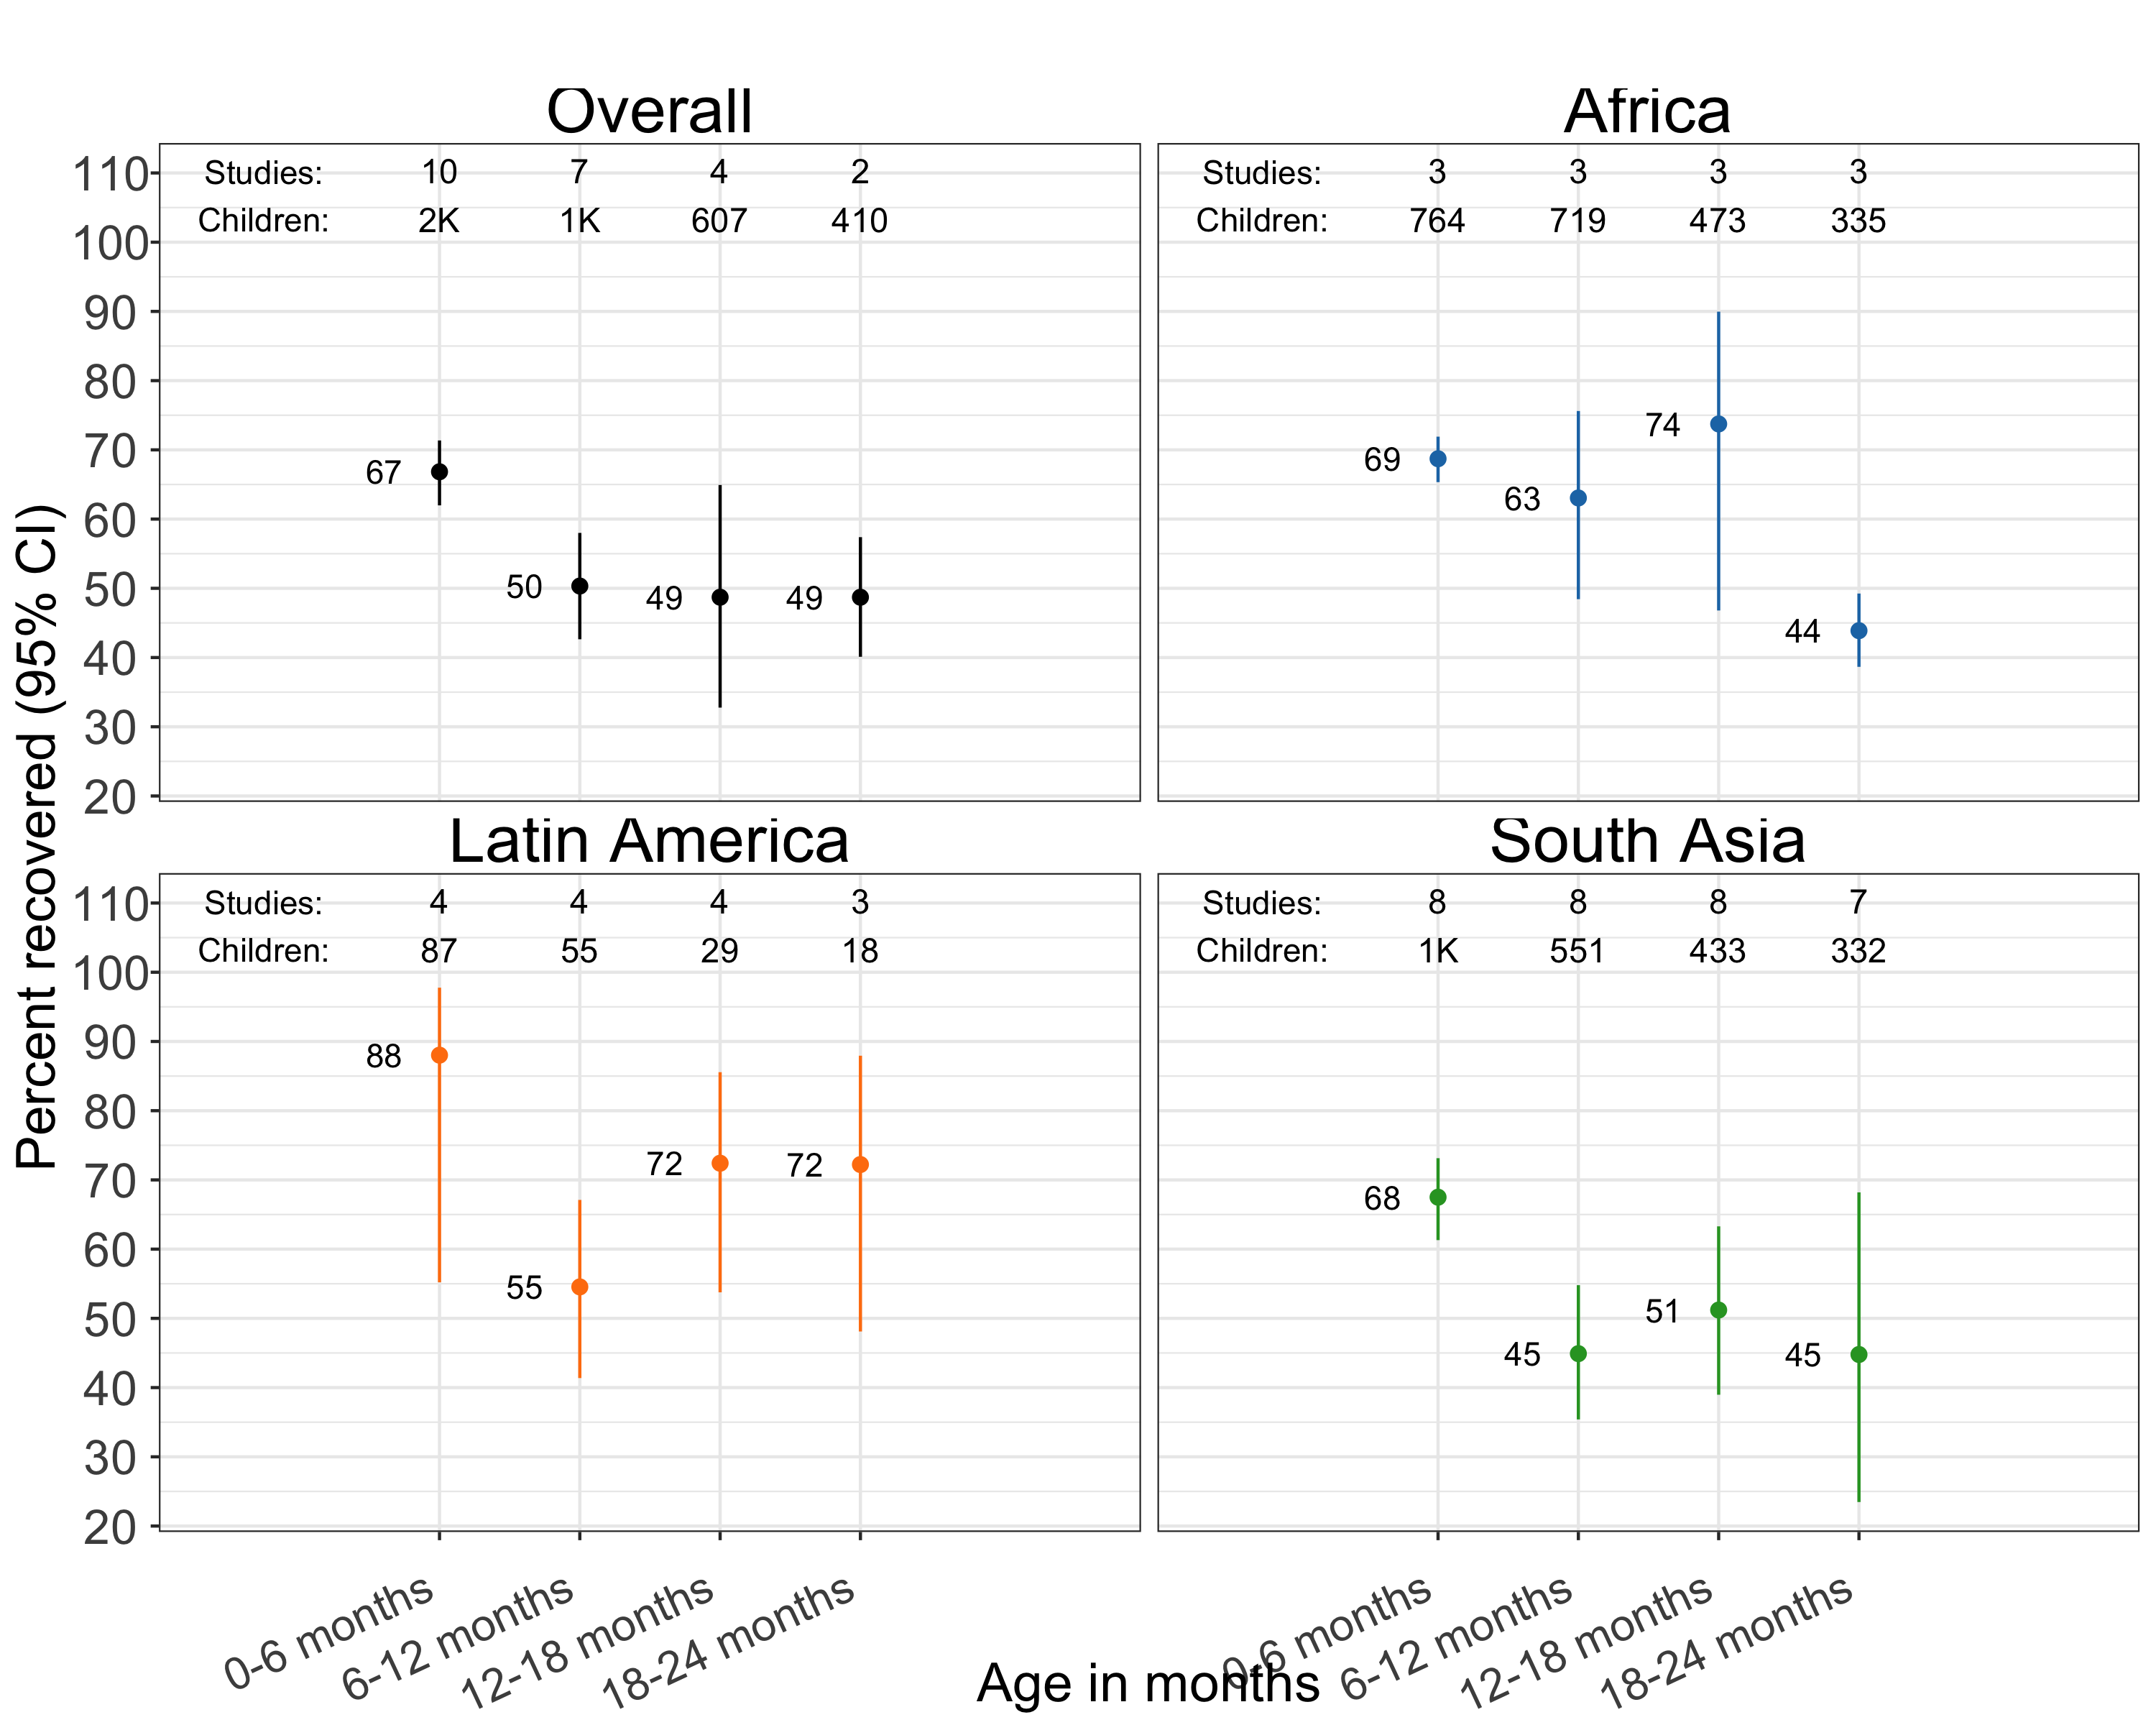 Overall
Africa
Studies: 10 7 4 2
Children: 2K 1K 607 410
Studies: 3 3 3 3
Children: 764 719 473 335
110
100
90
80
70
60
50
40
30
20
67
50
49
49
69
63
74
44
Latin America
South Asia
Studies: 4 4 4 3
Children: 87 55 29 18
Studies: 8 8 8 7
Children: 1K 551 433 332
110
100
90
80
70
60
50
40
30
20
88
55
72
72
68
45
51
45
Percent recovered (95% CI)
0-6 months
6-12 months
12-18 months
18-24 months
0-6 months
6-12 months
12-18 months
18-24 months
Age in months